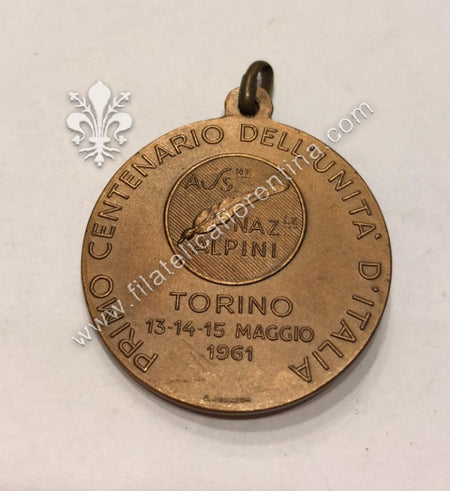 PRIMO CENTENARIO DELL'UNITA' D'ITALIA
ASS.NE
NAZ.LE
ALPINI
TORINO
13-14-15 MAGGIO
1961
www.filatelicafiorentina.com